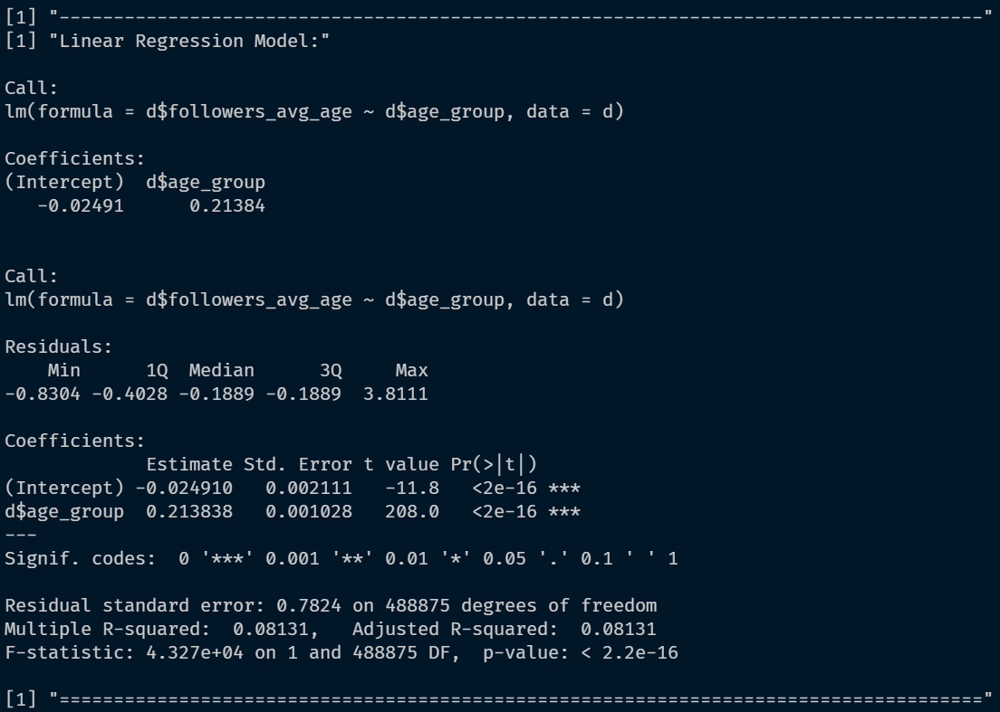 [1] "-------------------------------------------------------------------------------------"
[1] "Linear Regression Model:"
Call:
lm(formula = d$followers_avg_age ~ d$age_group, data = d)
Coefficients:
(Intercept)  d$age_group
   -0.02491      0.21384
Call:
lm(formula = d$followers_avg_age ~ d$age_group, data = d)
Residuals:
    Min      1Q  Median      3Q     Max
-0.8304 -0.4028 -0.1889 -0.1889  3.8111
Coefficients:
             Estimate Std. Error t value Pr(>|t|)
(Intercept) -0.024910   0.002111   -11.8   <2e-16 ***
d$age_group  0.213838   0.001028   208.0   <2e-16 ***
---
Signif. codes:  0 '***' 0.001 '**' 0.01 '*' 0.05 '.' 0.1 ' ' 1
Residual standard error: 0.7824 on 488875 degrees of freedom
Multiple R-squared:  0.08131,   Adjusted R-squared:  0.08131
F-statistic: 4.327e+04 on 1 and 488875 DF,  p-value: < 2.2e-16
[1] "====================================================================================="